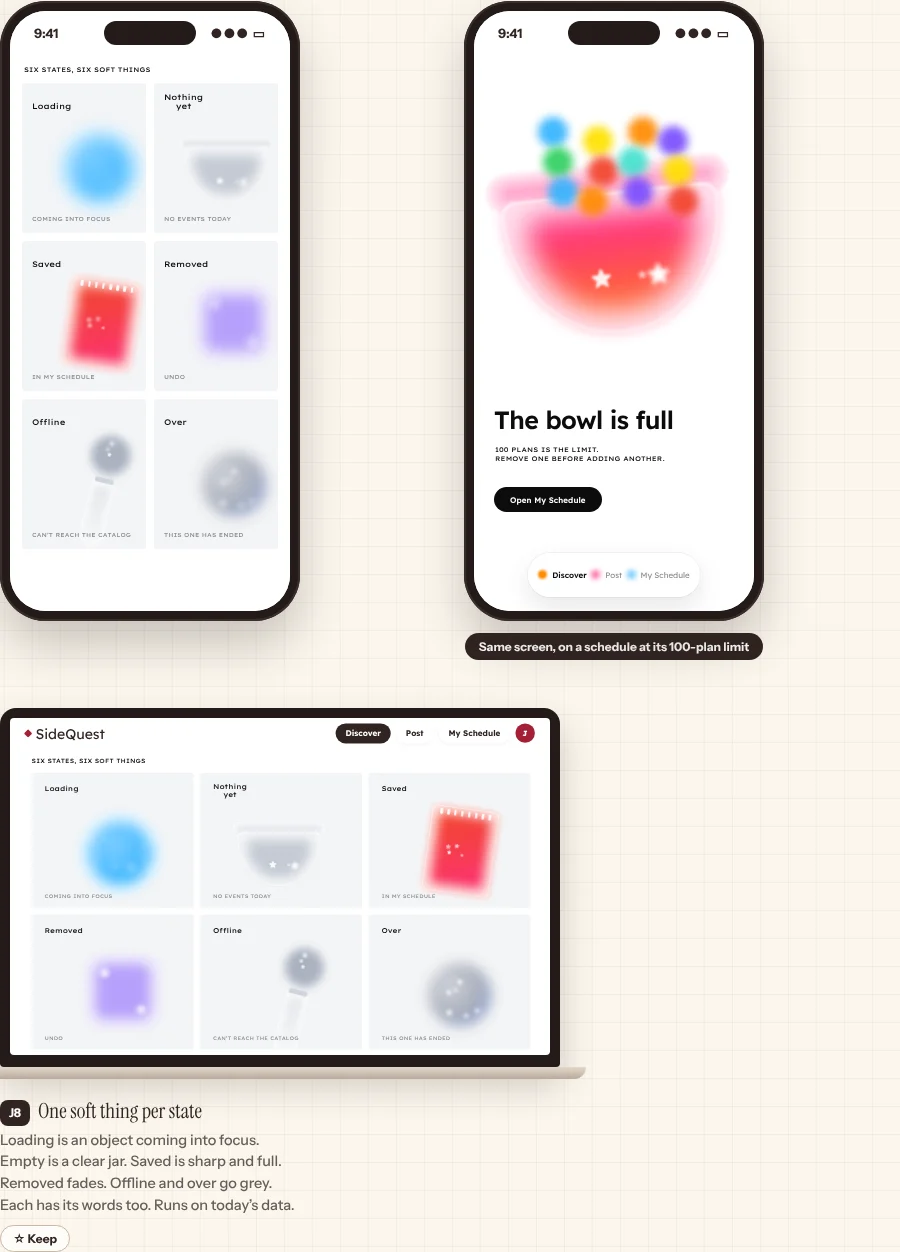 9:41
SIX STATES, SIX SOFT THINGS
Loading
COMING INTO FOCUS
Nothing
yet
NO EVENTS TODAY
Saved
IN MY SCHEDULE
Removed
UNDO
Offline
CAN'T REACH THE CATALOG
Over
THIS ONE HAS ENDED
9:41
The bowl is full
100 PLANS IS THE LIMIT.
REMOVE ONE BEFORE ADDING ANOTHER.
Open My Schedule
Discover Post My Schedule
Same screen, on a schedule at its 100-plan limit
SideQuest
Discover Post My Schedule J
SIX STATES, SIX SOFT THINGS
Loading
COMING INTO FOCUS
Nothing
yet
NO EVENTS TODAY
Saved
IN MY SCHEDULE
Removed
UNDO
Offline
CAN'T REACH THE CATALOG
Over
THIS ONE HAS ENDED
J8 One soft thing per state
Loading is an object coming into focus.
Empty is a clear jar. Saved is sharp and full.
Removed fades. Offline and over go grey.
Each has its words too. Runs on today's data.
☆ Keep